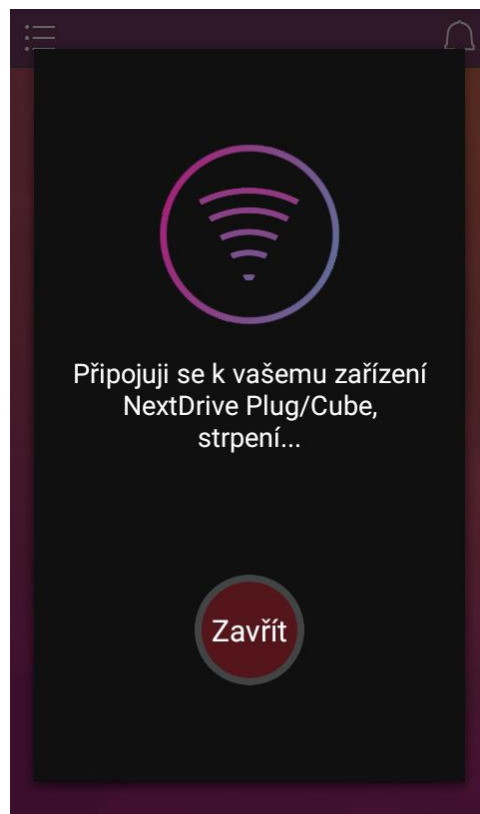 Připojuji se k vašemu zařízení
NextDrive Plug/Cube,
strpení...
Zavřít